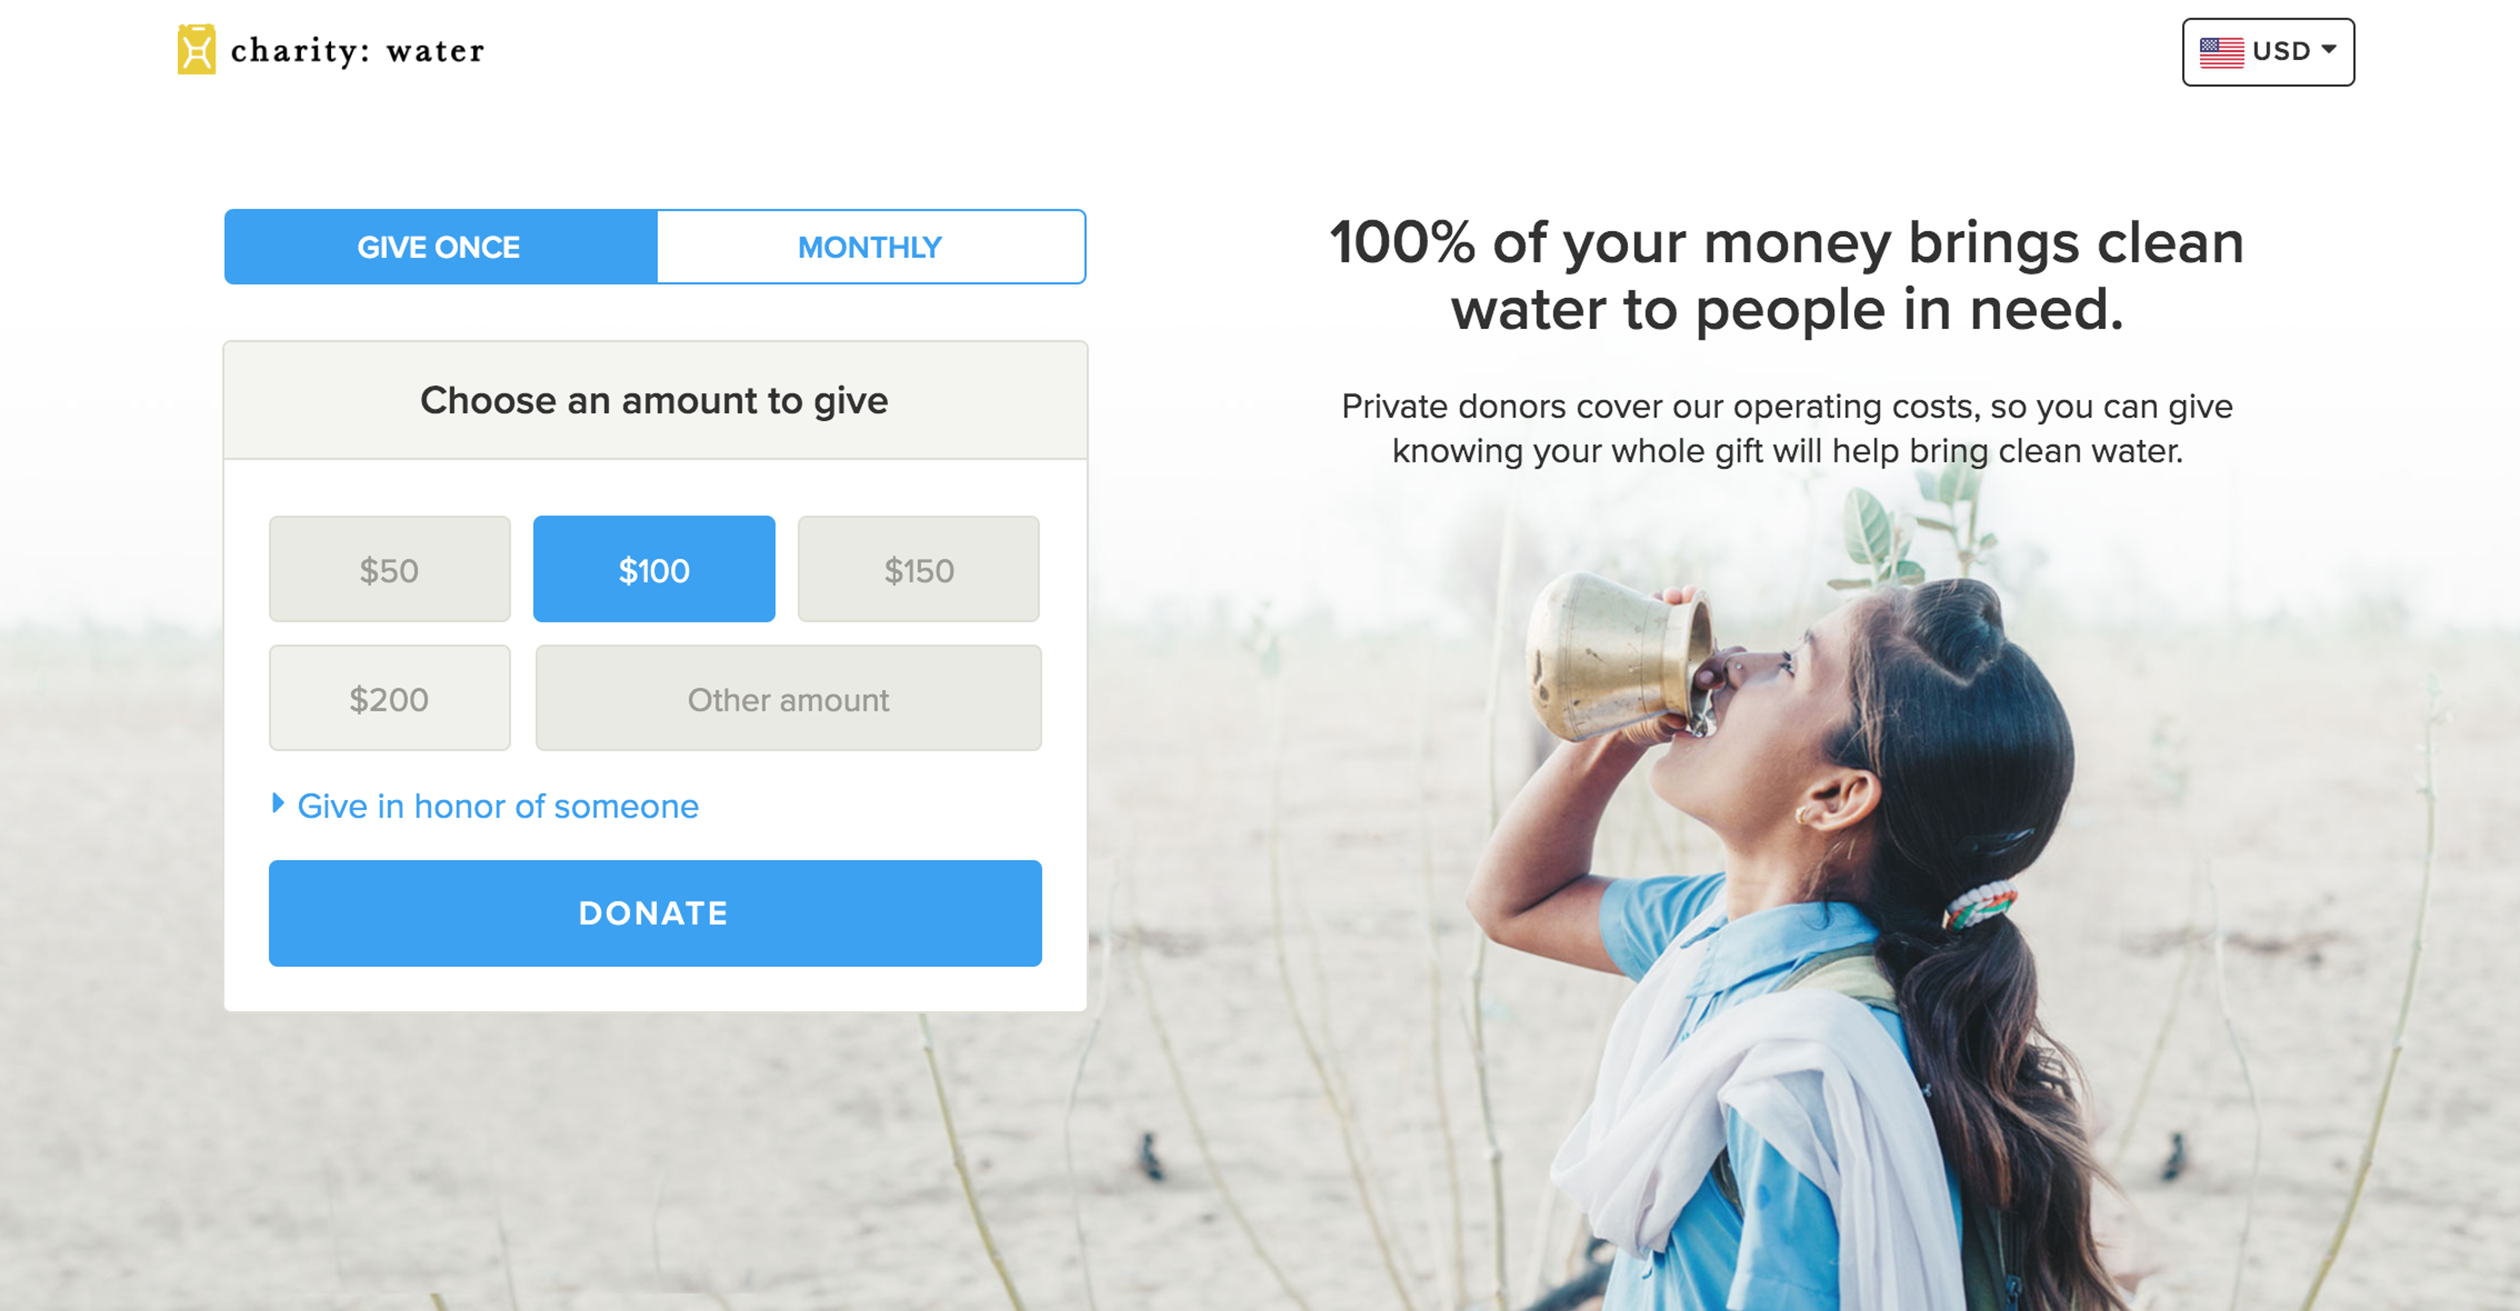 charity: water
USD
GIVE ONCE
MONTHLY
Choose an amount to give
$50
$100
$150
$200
Other amount
Give in honor of someone
DONATE
100% of your money brings clean
water to people in need.
Private donors cover our operating costs, so you can give
knowing your whole gift will help bring clean water.